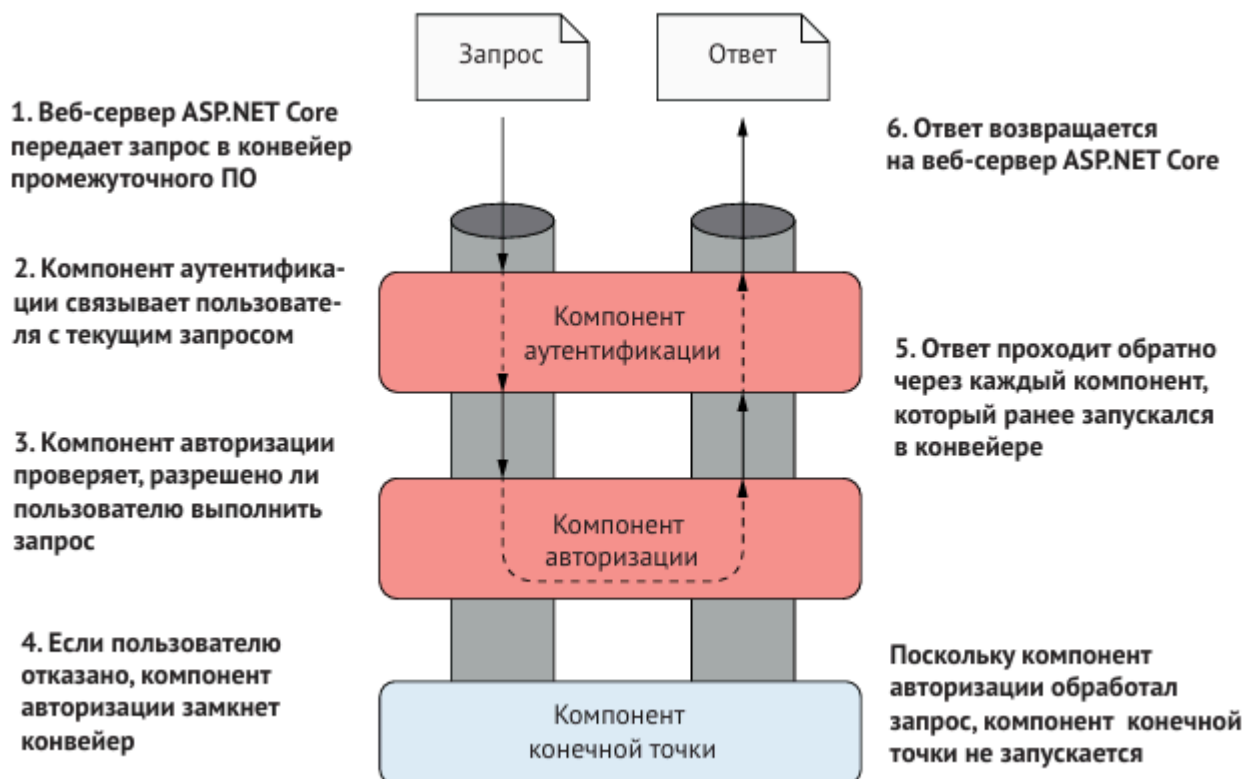 Запрос
Ответ
1. Веб-сервер ASP.NET Core
передает запрос в конвейер
промежуточного ПО
6. Ответ возвращается
на веб-сервер ASP.NET Core
2. Компонент аутентифика-
ции связывает пользовате-
ля с текущим запросом
Компонент
аутентификации
5. Ответ проходит обратно
через каждый компонент,
который ранее запускался
в конвейере
3. Компонент авторизации
проверяет, разрешено ли
пользователю выполнить
запрос
Компонент
авторизации
4. Если пользователю
отказано, компонент
авторизации замкнет
конвейер
Компонент
конечной точки
Поскольку компонент
авторизации обработал
запрос, компонент конечной
точки не запускается